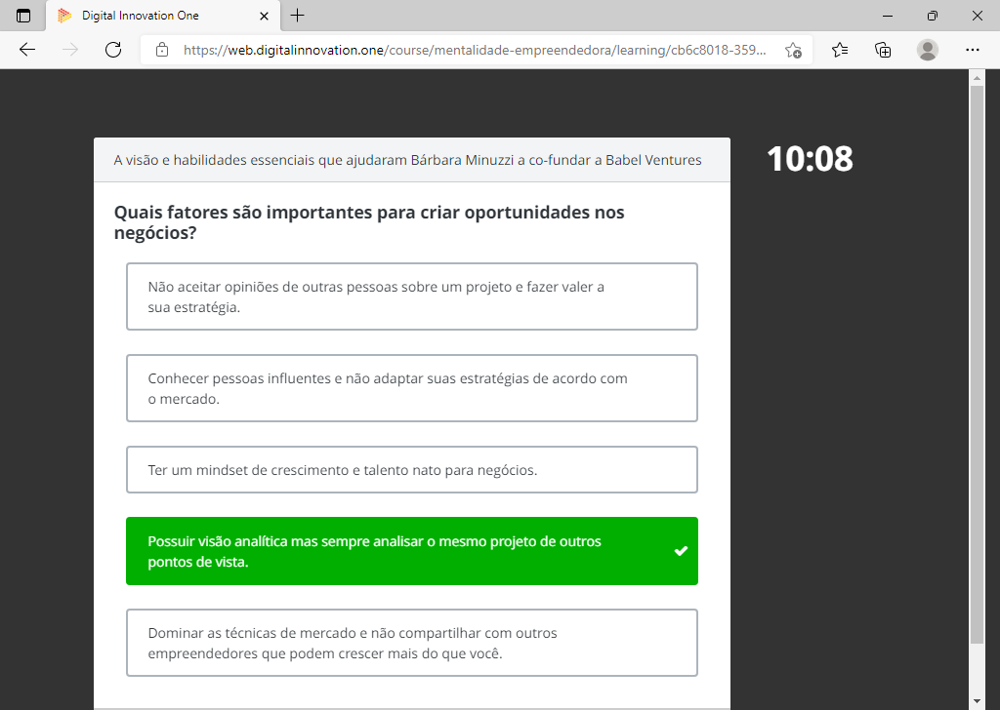 Digital Innovation One
https://web.digitalinnovation.one/course/mentalidade-empreendedora/learning/cb6c8018-359...
A visão e habilidades essenciais que ajudaram Bárbara Minuzzi a co-fundar a Babel Ventures
10:08
Quais fatores são importantes para criar oportunidades nos
negócios?
Não aceitar opiniões de outras pessoas sobre um projeto e fazer valer a
sua estratégia.
Conhecer pessoas influentes e não adaptar suas estratégias de acordo com
o mercado.
Ter um mindset de crescimento e talento nato para negócios.
Possuir visão analítica mas sempre analisar o mesmo projeto de outros
pontos de vista.
Dominar as técnicas de mercado e não compartilhar com outros
empreendedores que podem crescer mais do que você.